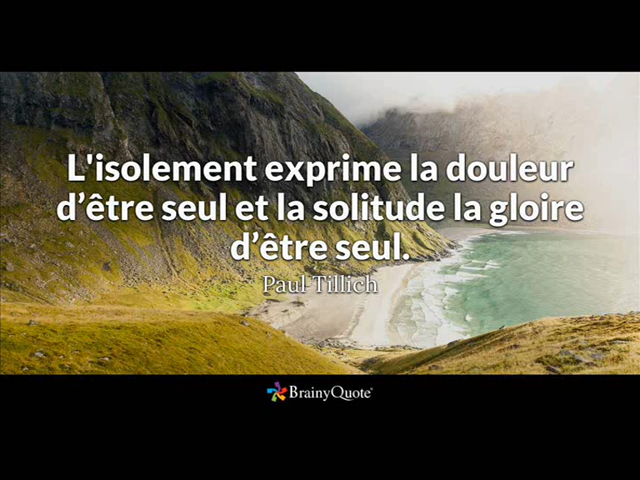 L'isolement exprime la douleur
d’être seul et la solitude la gloire
d’être seul.
Paul Tillich
BrainyQuote®